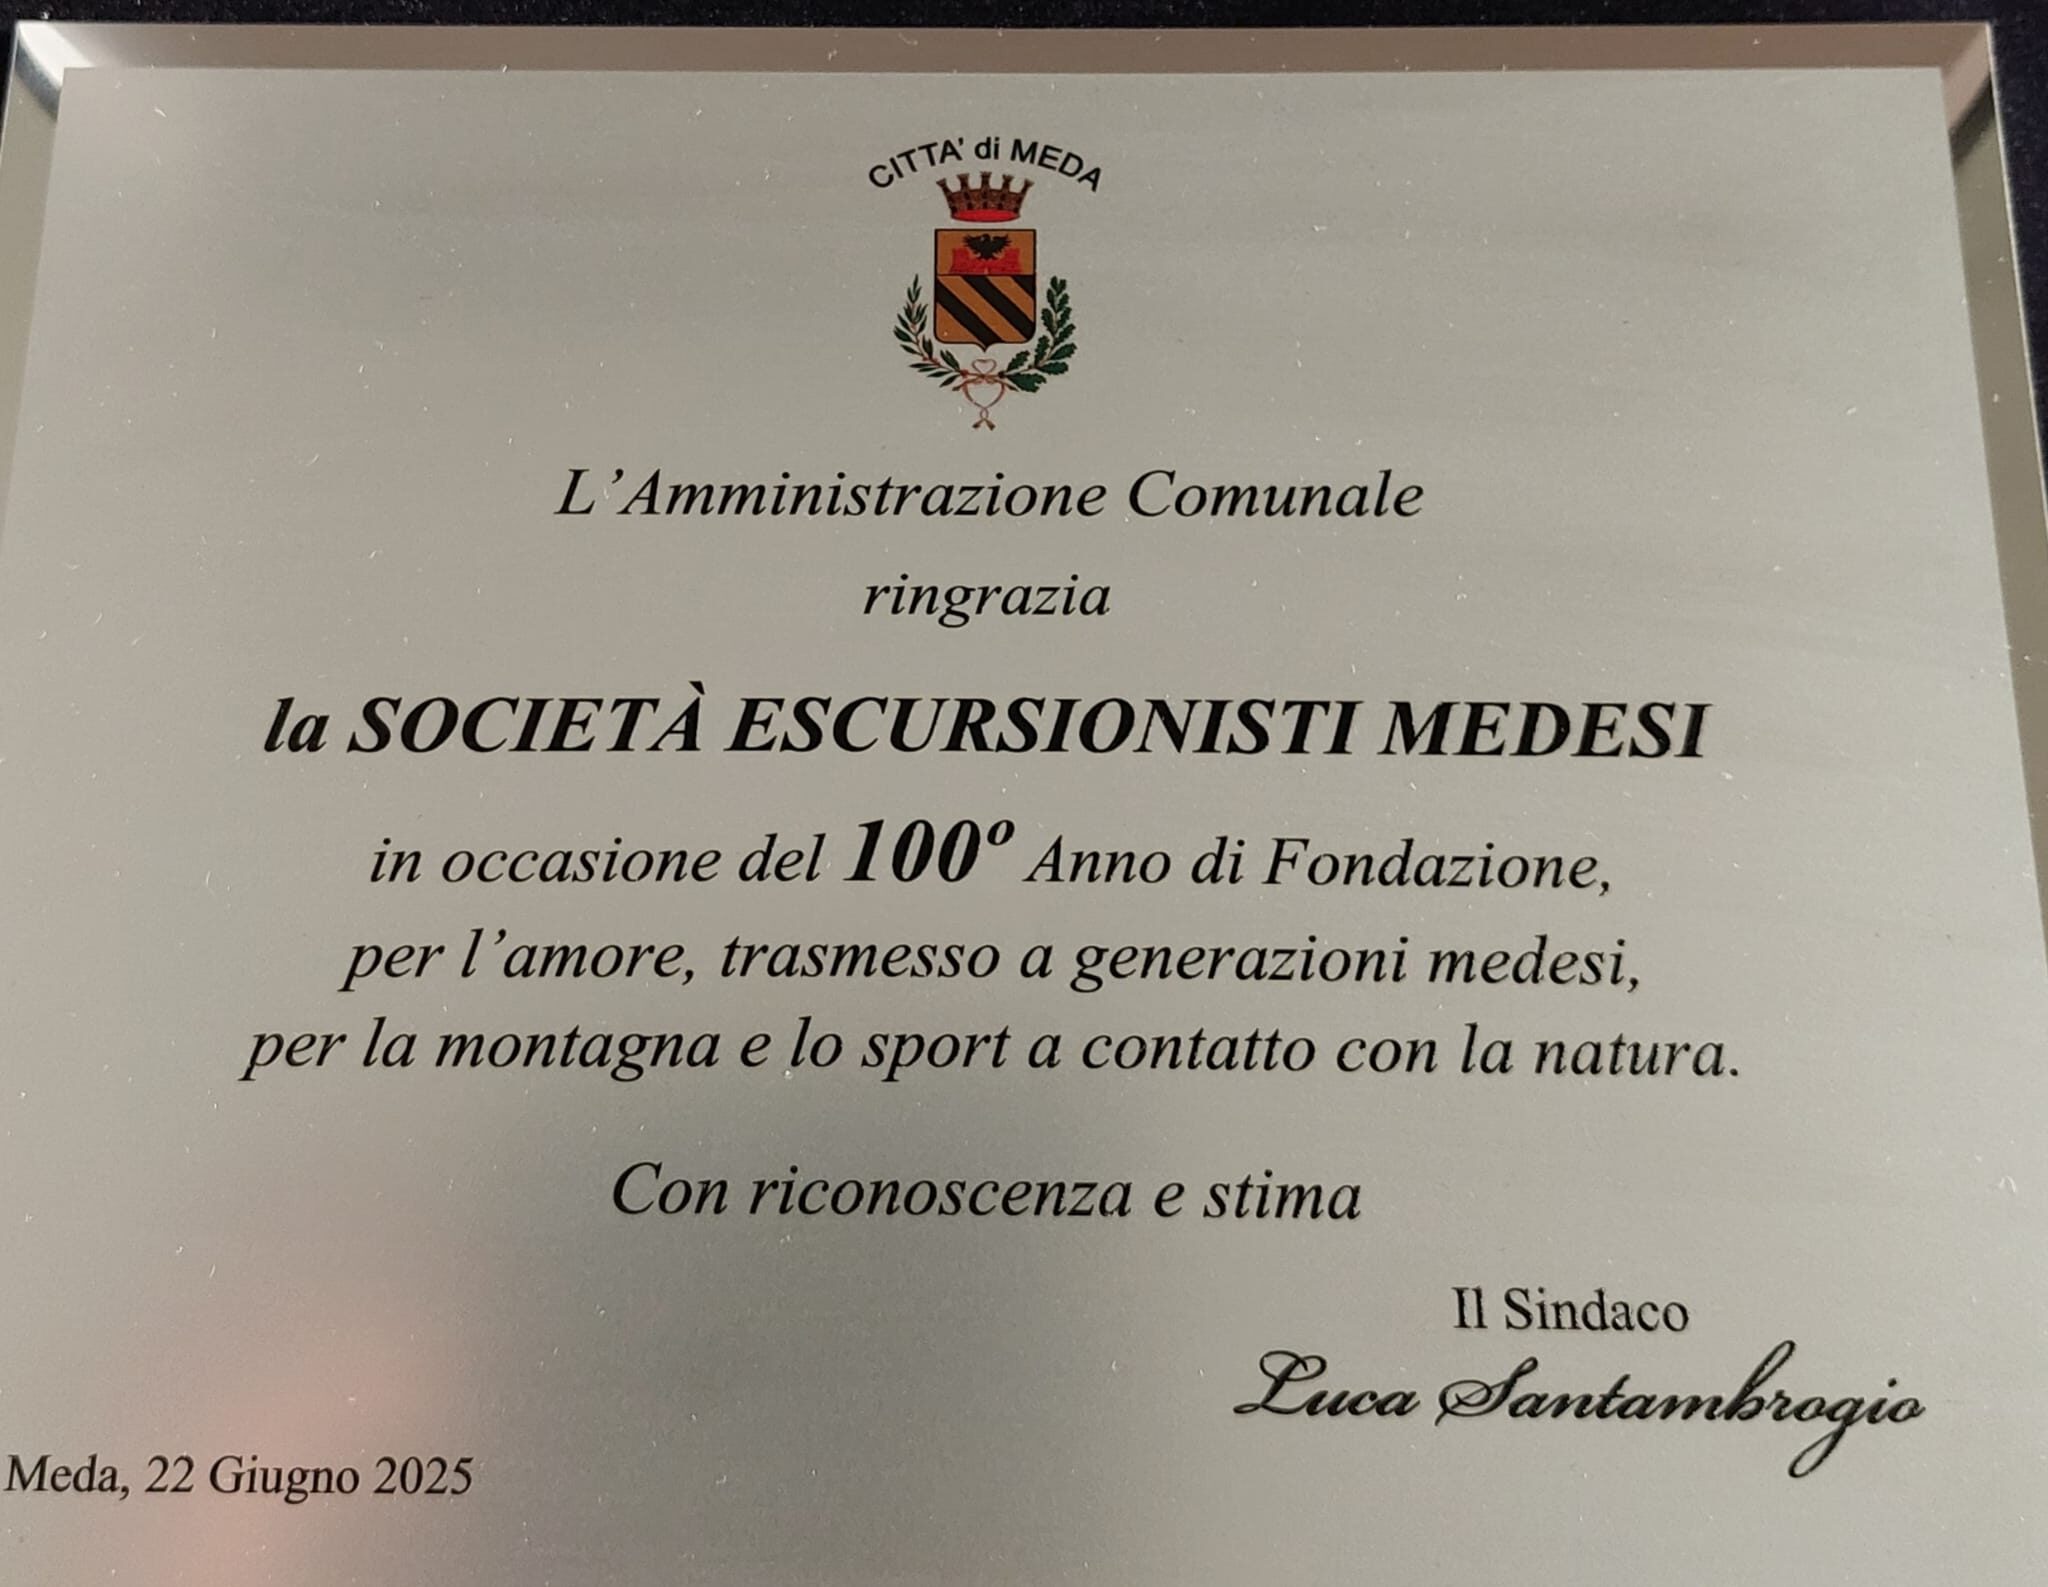 CITTA' di MEDA
L'Amministrazione Comunale
ringrazia
la SOCIETÀ ESCURSIONISTI MEDESI
in occasione del 100º Anno di Fondazione,
per l'amore, trasmesso a generazioni medesi,
per la montagna e lo sport a contatto con la natura.
Con riconoscenza e stima
Il Sindaco
Luca Santambrogio
Meda, 22 Giugno 2025